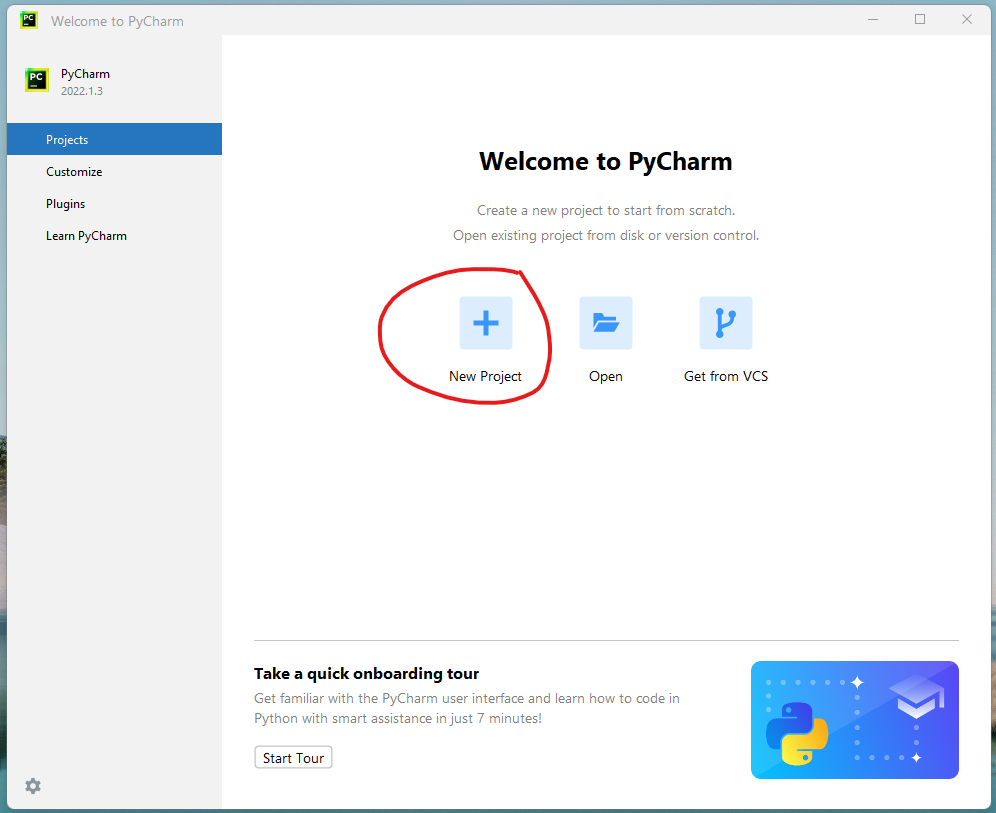 Welcome to PyCharm
PC
PyCharm
2022.1.3
Projects
Customize
Plugins
Learn PyCharm
Welcome to PyCharm
Create a new project to start from scratch.
Open existing project from disk or version control.
New Project
Open
Get from VCS
Take a quick onboarding tour
Get familiar with the PyCharm user interface and learn how to code in
Python with smart assistance in just 7 minutes!
Start Tour